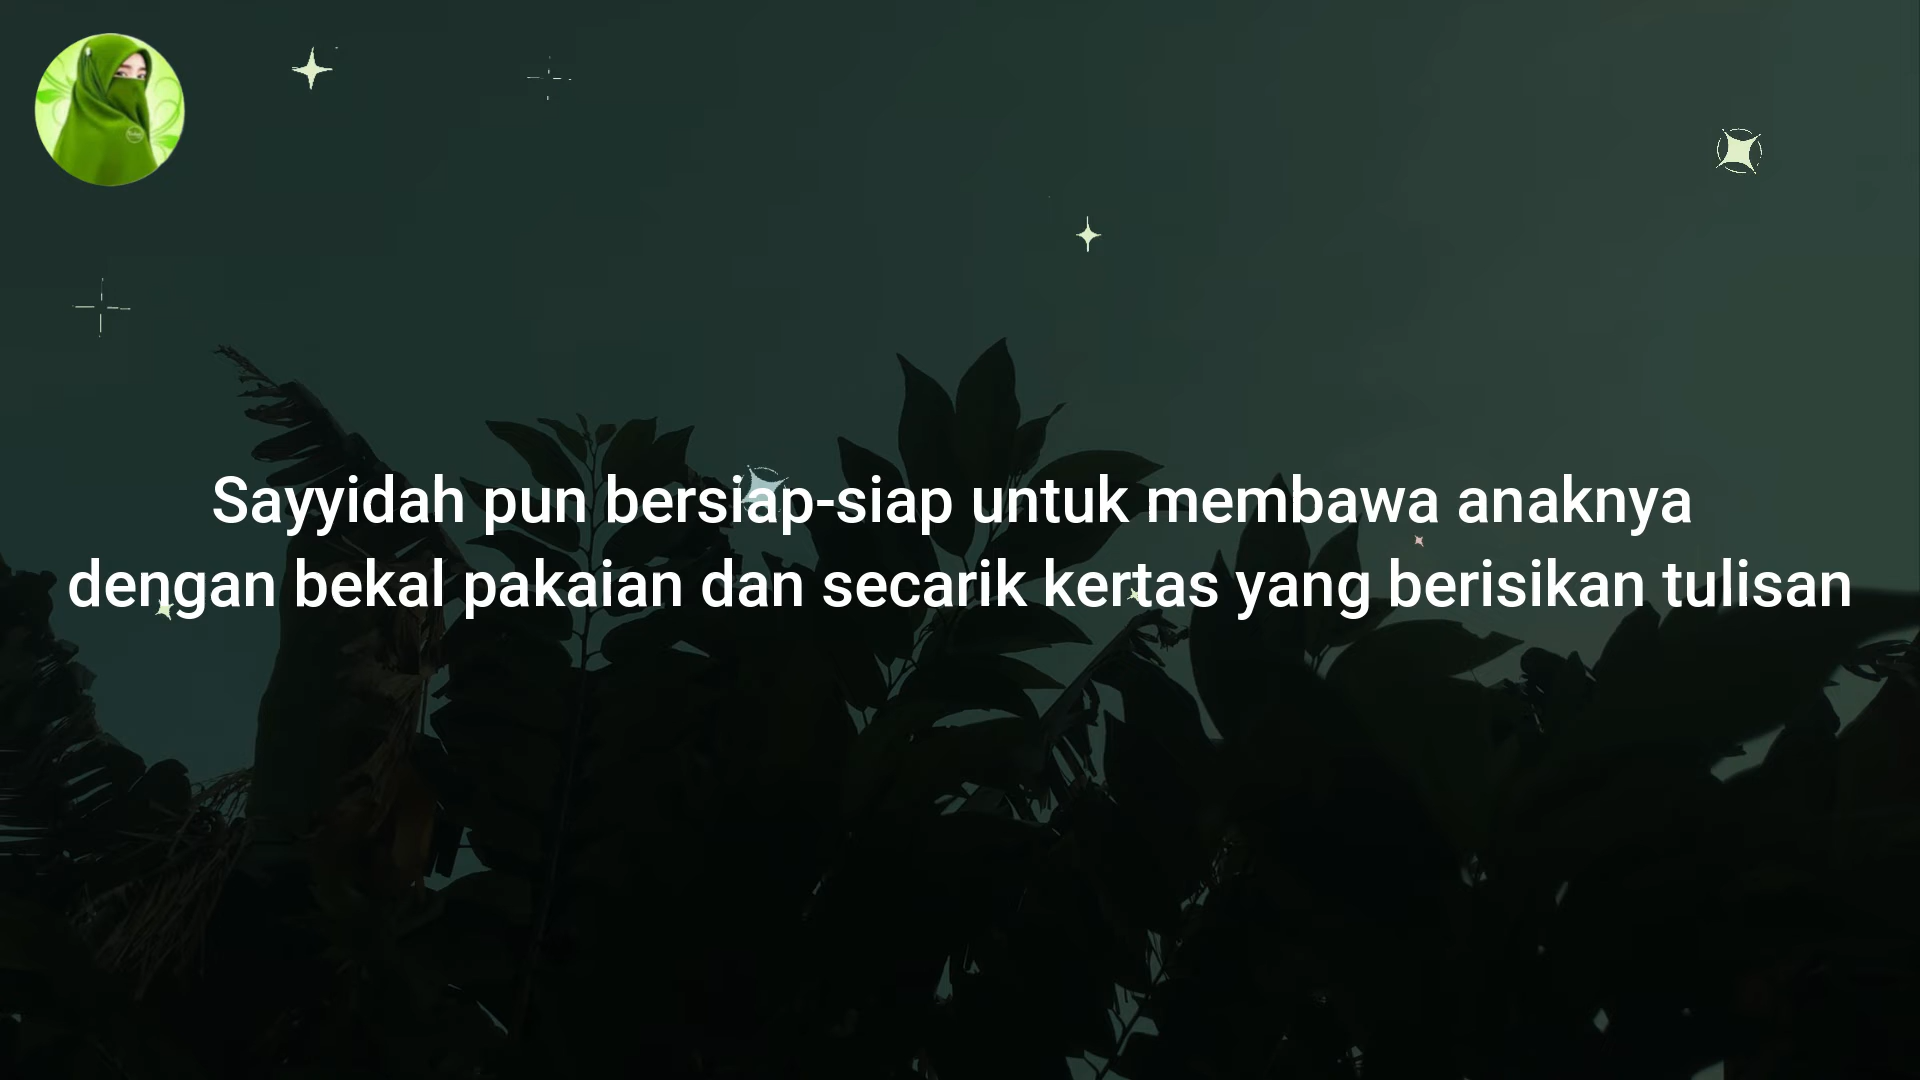 Sayyidah pun bersiap-siap untuk membawa anaknya
dengan bekal pakaian dan secarik kertas yang berisikan tulisan